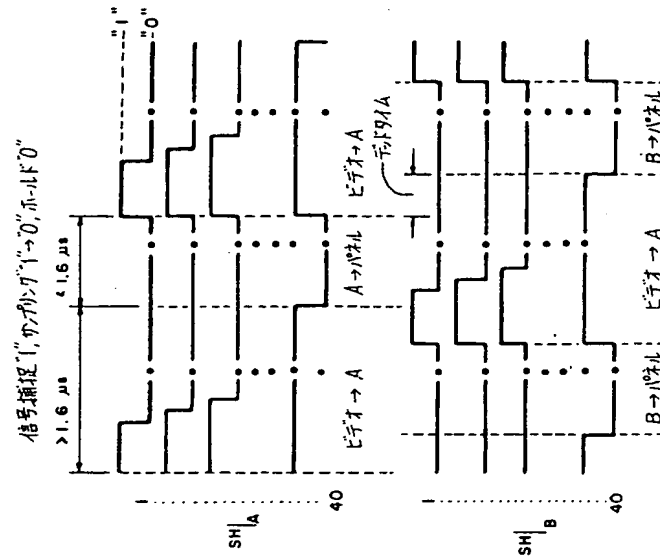 信号捕捉"1", サンプリング"1→0", ホールド"0"
>1.6 μs
<1.6 μs
"1"
"0"
SH|A
1
40
ビデオ→A
A→パネル
ビデオ→A
デッドタイム
SH|B
1
40
B→パネル
ビデオ→A
B→パネル